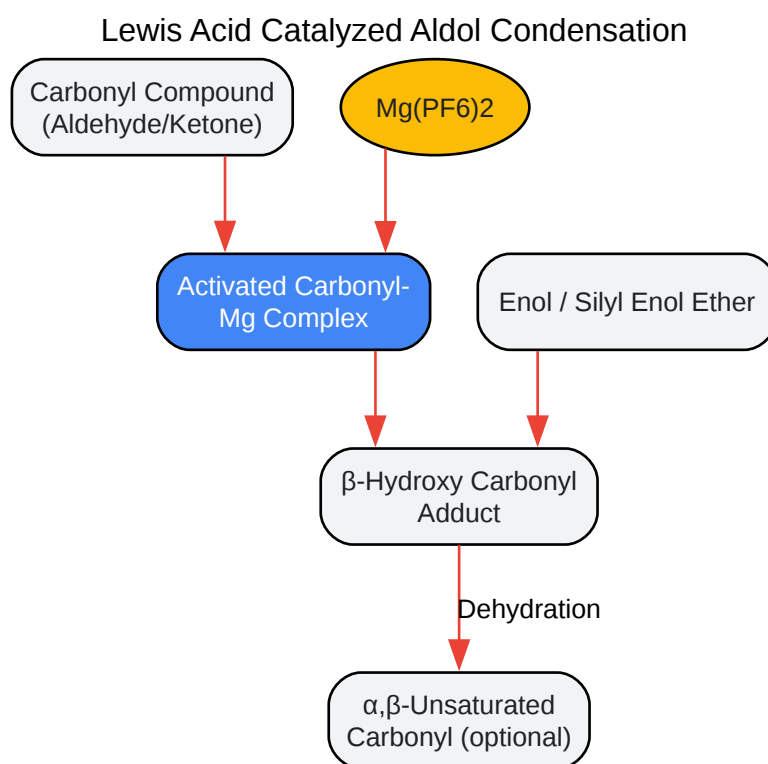 Lewis Acid Catalyzed Aldol Condensation
Carbonyl Compound
(Aldehyde/Ketone)
Mg(PF6)2
Activated Carbonyl-
Mg Complex
Enol / Silyl Enol Ether
β-Hydroxy Carbonyl
Adduct
Dehydration
α,β-Unsaturated
Carbonyl (optional)